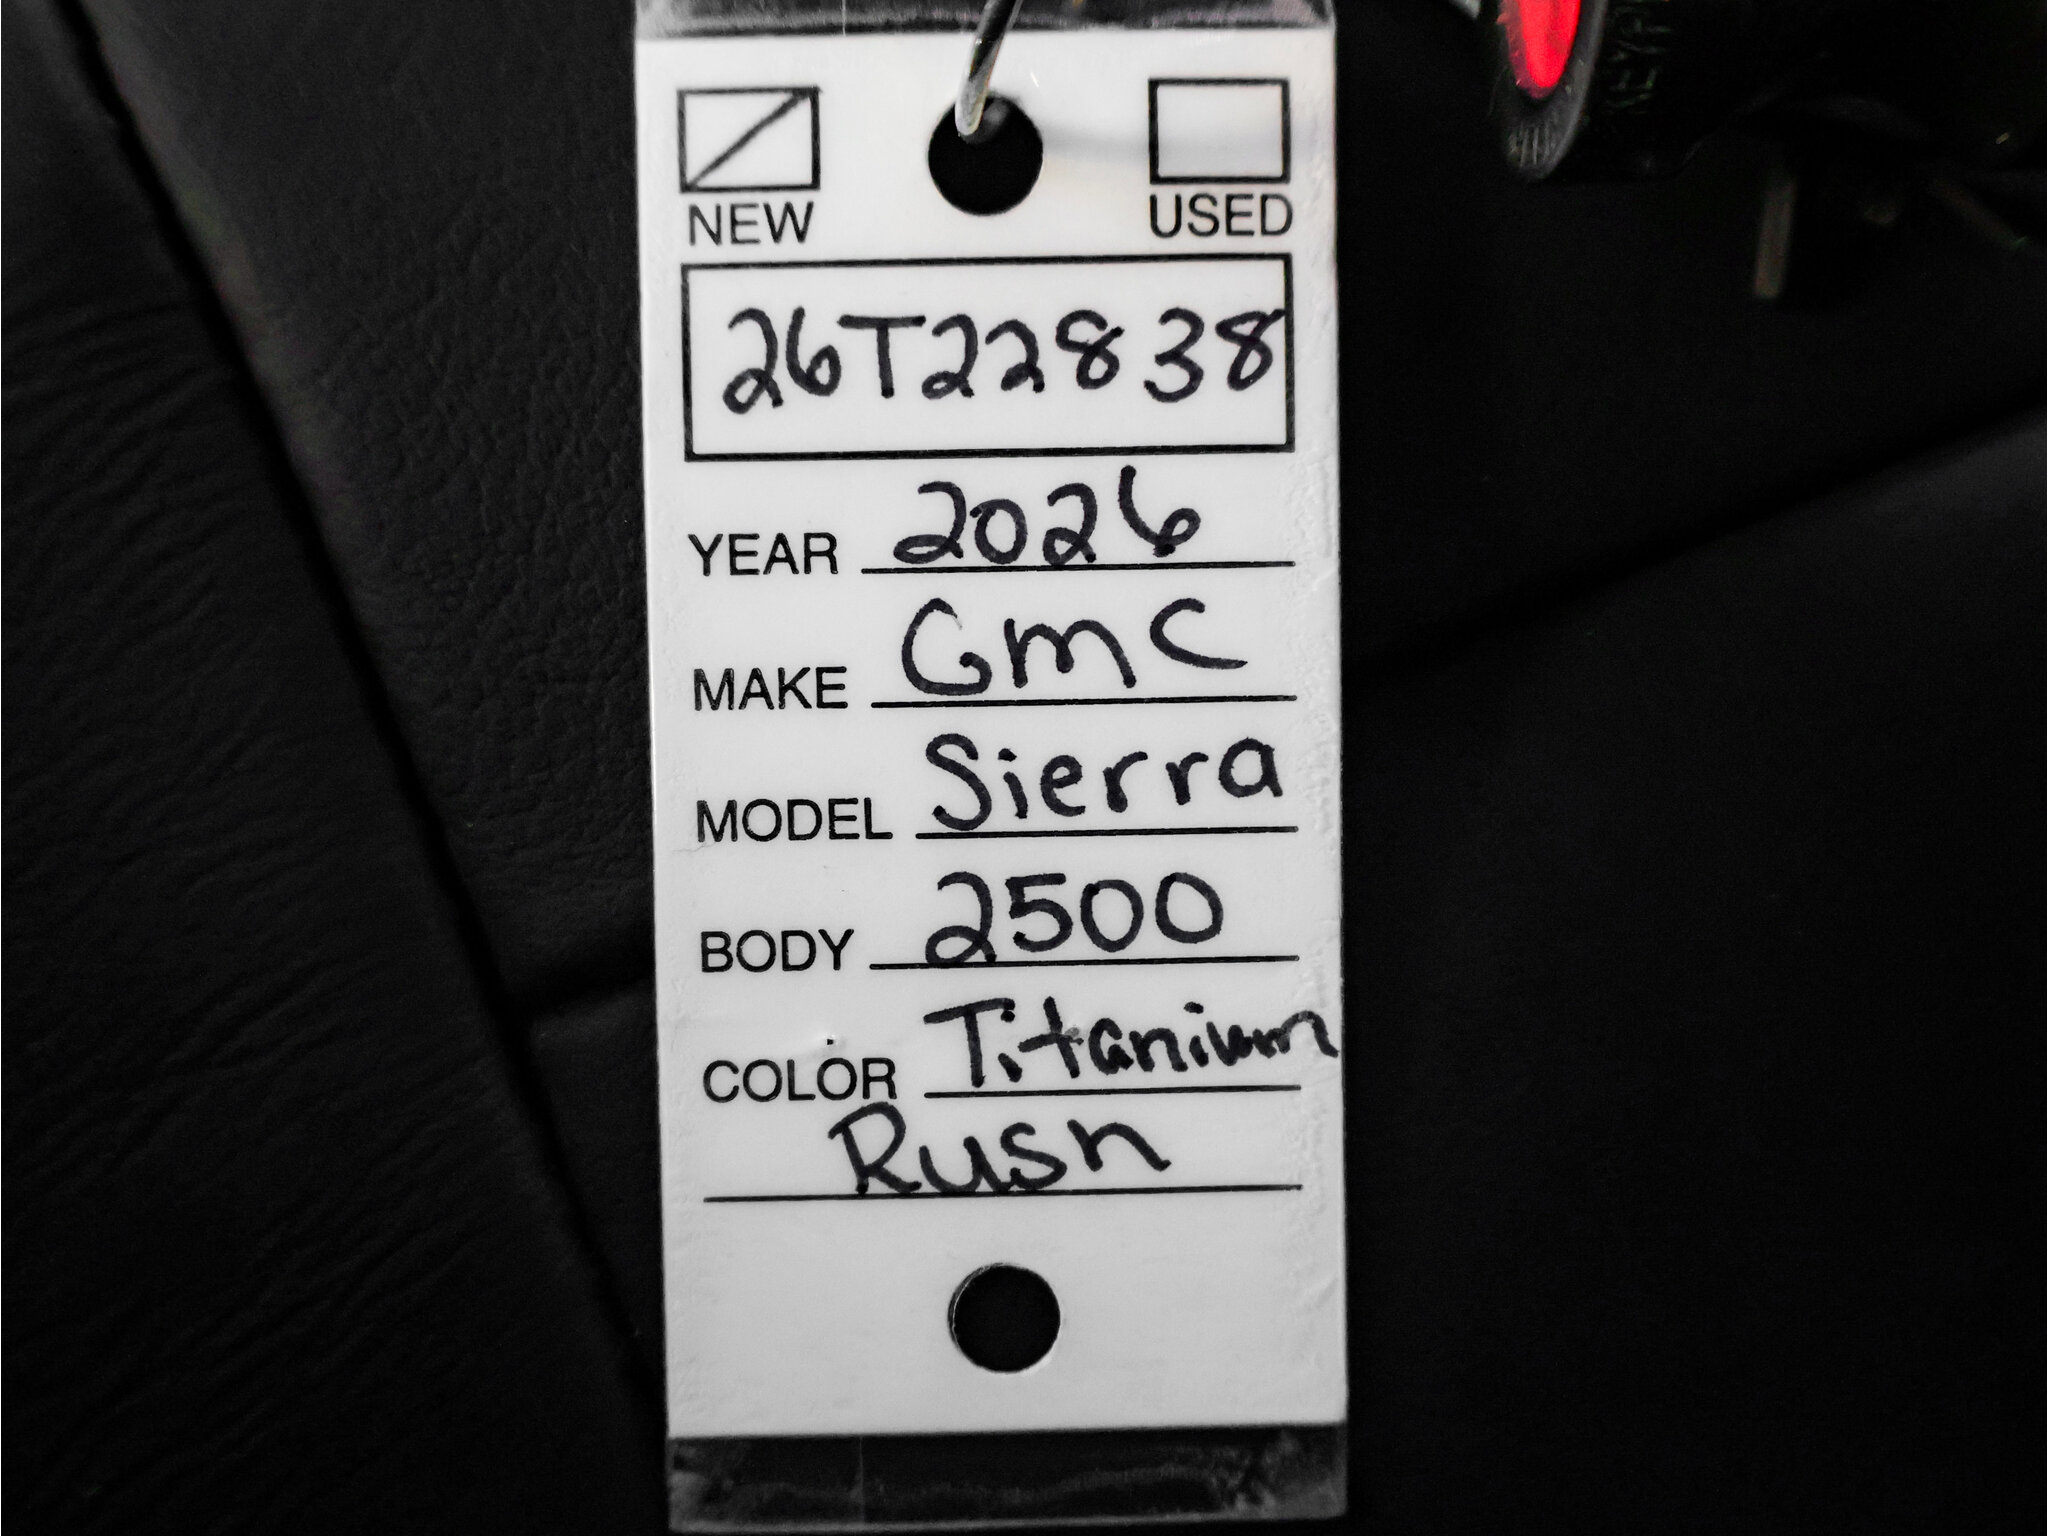 NEW USED
26T22838
YEAR 2026
MAKE GMC
MODEL Sierra
BODY 2500
COLOR Titanium
Rush